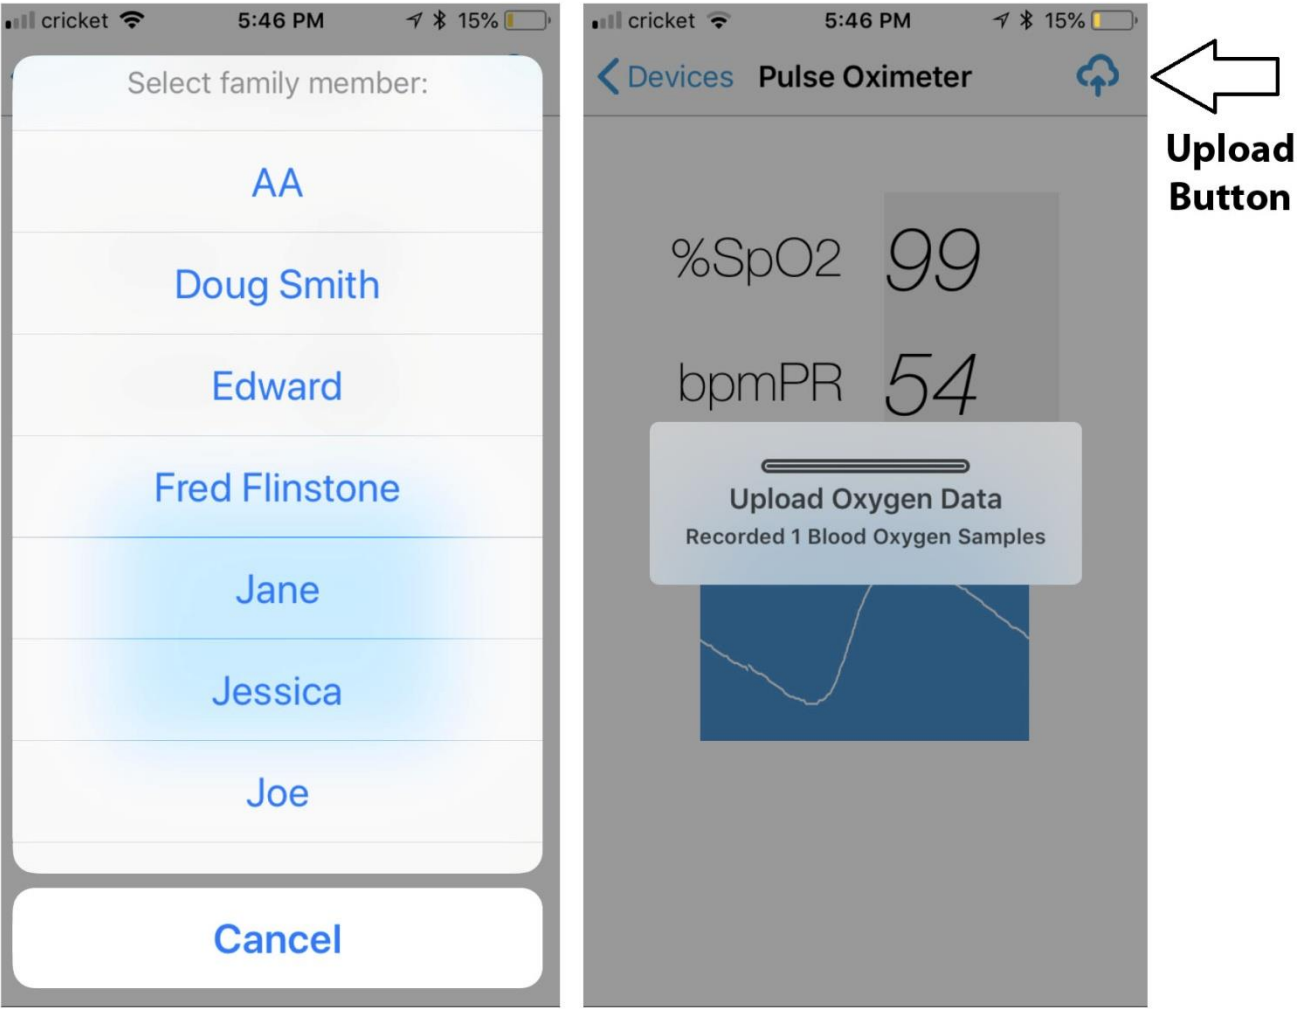 cricket 5:46 PM 15%
Select family member:
AA
Doug Smith
Edward
Fred Flinstone
Jane
Jessica
Joe
Cancel
cricket 5:46 PM 15%
Devices Pulse Oximeter
%SpO2 99
bpmPR 54
Upload Oxygen Data
Recorded 1 Blood Oxygen Samples
Upload
Button